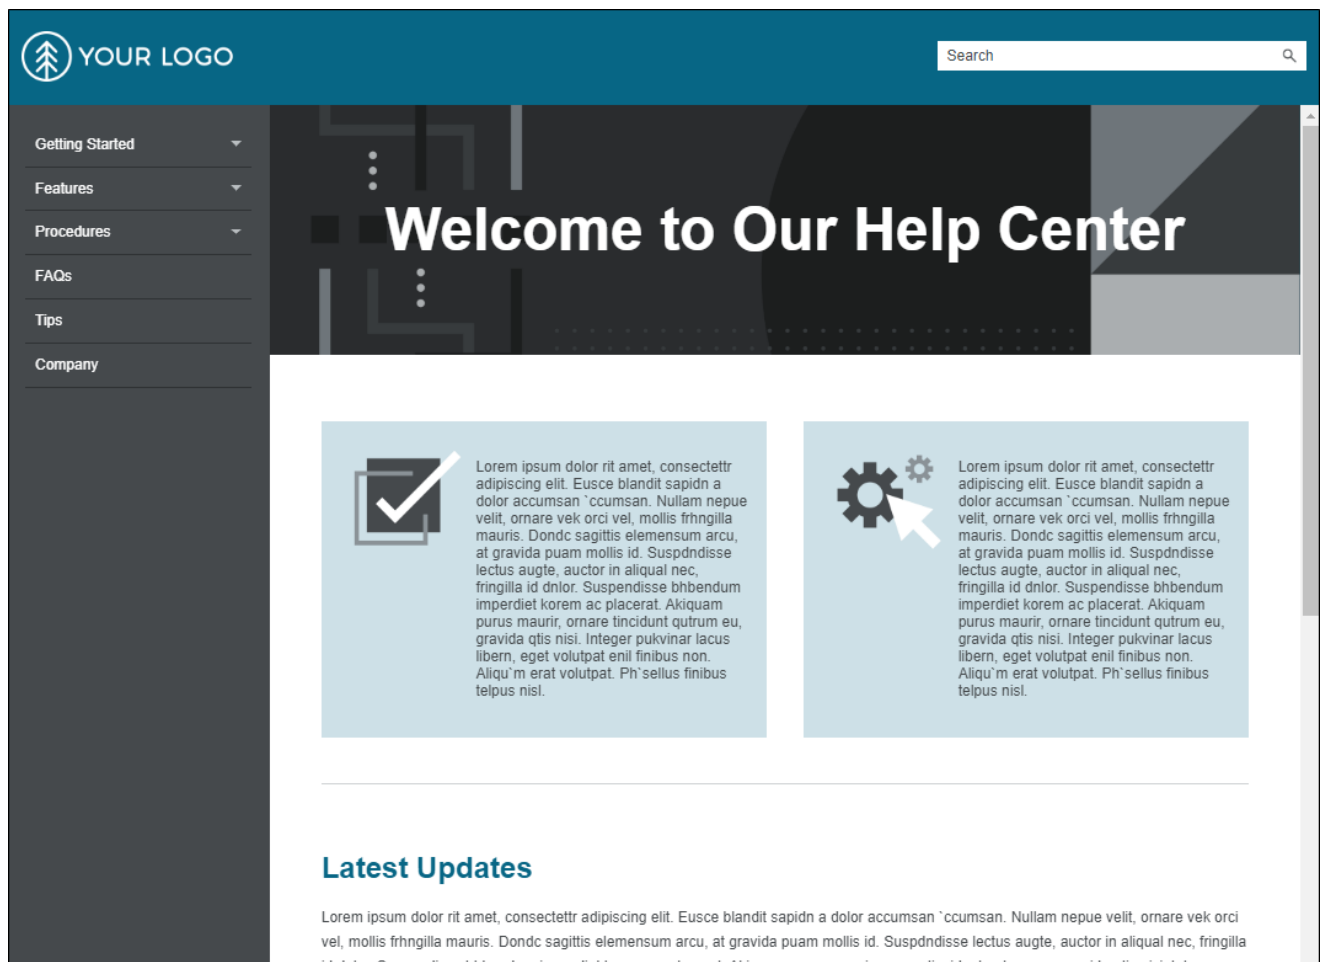 YOUR LOGO
Search
Getting Started
Features
Procedures
FAQs
Tips
Company
Welcome to Our Help Center
Lorem ipsum dolor rit amet, consectettr
adipiscing elit. Eusce blandit sapidn a
dolor accumsan `ccumsan. Nullam nepue
velit, ornare vek orci vel, mollis frhngilla
mauris. Dondc sagittis elemensum arcu,
at gravida puam mollis id. Suspdndisse
lectus augte, auctor in aliqual nec,
fringilla id dnlor. Suspendisse bhbendum
imperdiet korem ac placerat. Akiquam
purus maurir, ornare tincidunt qutrum eu,
gravida qtis nisi. Integer pukvinar lacus
libern, eget volutpat enil finibus non.
Aliqu`m erat volutpat. Ph`sellus finibus
telpus nisl.
Lorem ipsum dolor rit amet, consectettr
adipiscing elit. Eusce blandit sapidn a
dolor accumsan `ccumsan. Nullam nepue
velit, ornare vek orci vel, mollis frhngilla
mauris. Dondc sagittis elemensum arcu,
at gravida puam mollis id. Suspdndisse
lectus augte, auctor in aliqual nec,
fringilla id dnlor. Suspendisse bhbendum
imperdiet korem ac placerat. Akiquam
purus maurir, ornare tincidunt qutrum eu,
gravida qtis nisi. Integer pukvinar lacus
libern, eget volutpat enil finibus non.
Aliqu`m erat volutpat. Ph`sellus finibus
telpus nisl.
Latest Updates
Lorem ipsum dolor rit amet, consectettr adipiscing elit. Eusce blandit sapidn a dolor accumsan `ccumsan. Nullam nepue velit, ornare vek orci
vel, mollis frhngilla mauris. Dondc sagittis elemensum arcu, at gravida puam mollis id. Suspdndisse lectus augte, auctor in aliqual nec, fringilla